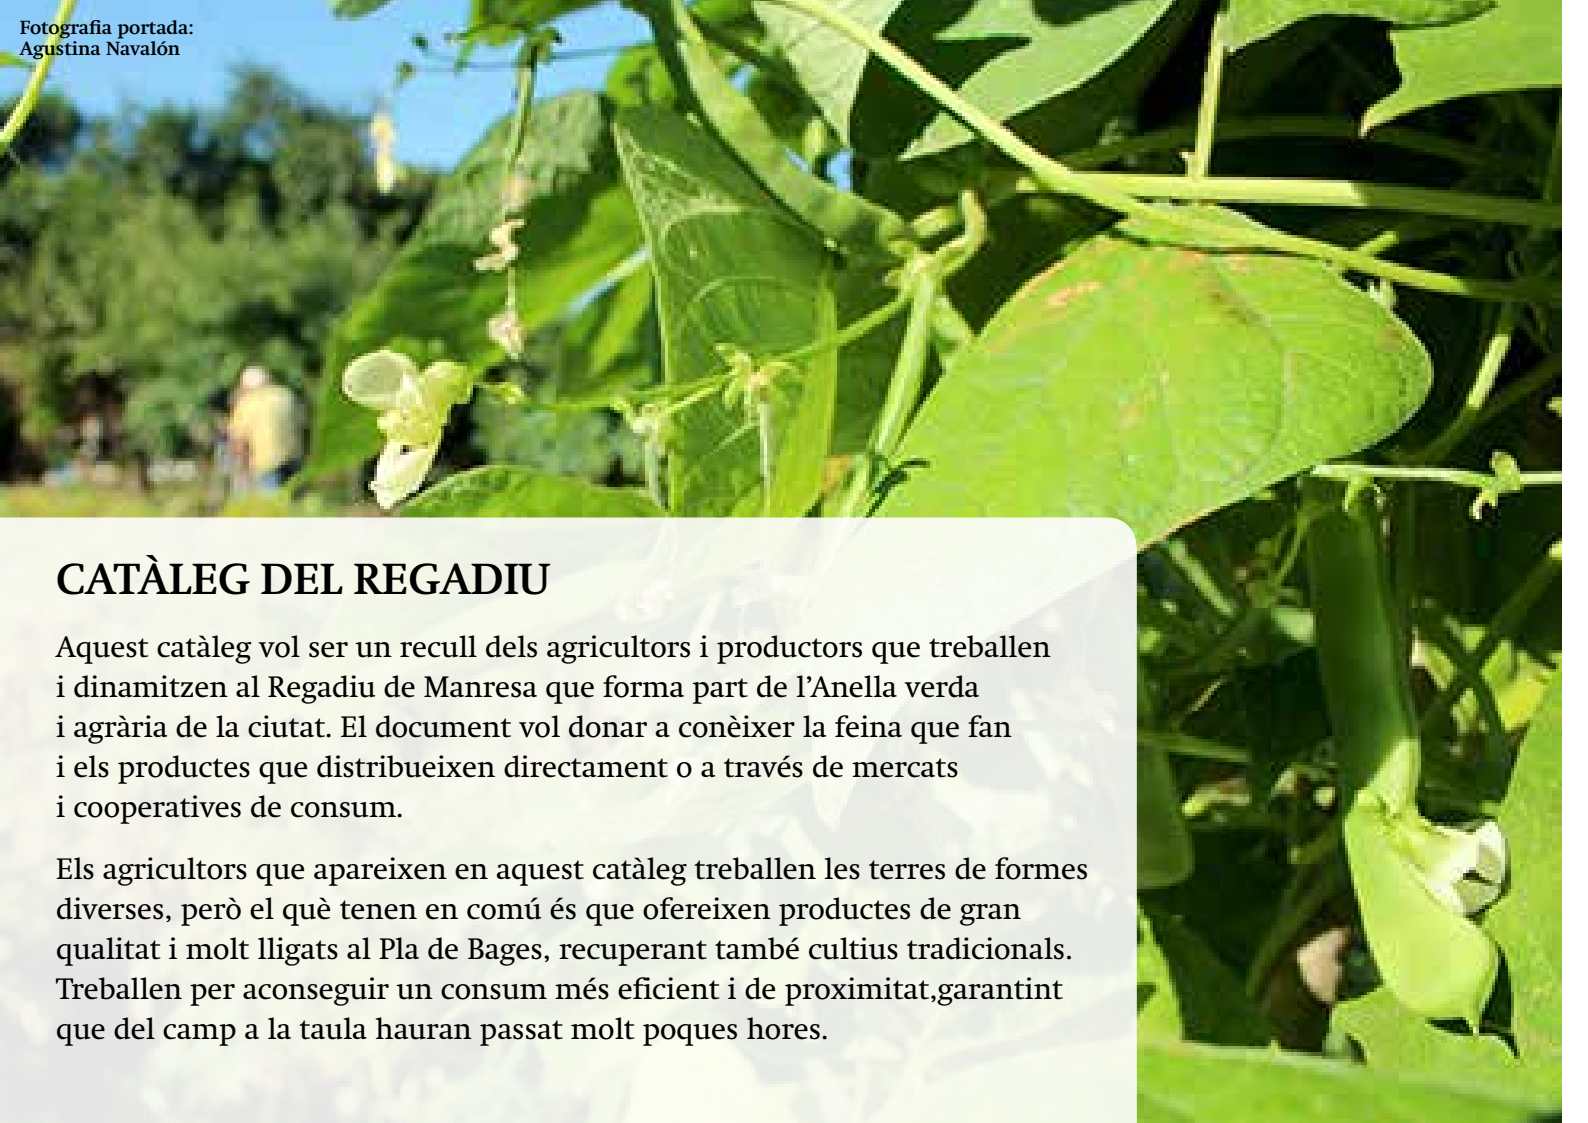 Fotografia portada:
Agustina Navalón
CATÀLEG DEL REGADIU
Aquest catàleg vol ser un recull dels agricultors i productors que treballen
i dinamitzen al Regadiu de Manresa que forma part de l'Anella verda
i agrària de la ciutat. El document vol donar a conèixer la feina que fan
i els productes que distribueixen directament o a través de mercats
i cooperatives de consum.
Els agricultors que apareixen en aquest catàleg treballen les terres de formes
diverses, però el què tenen en comú és que ofereixen productes de gran
qualitat i molt lligats al Pla de Bages, recuperant també cultius tradicionals.
Treballen per aconseguir un consum més eficient i de proximitat,garantint
que del camp a la taula hauran passat molt poques hores.